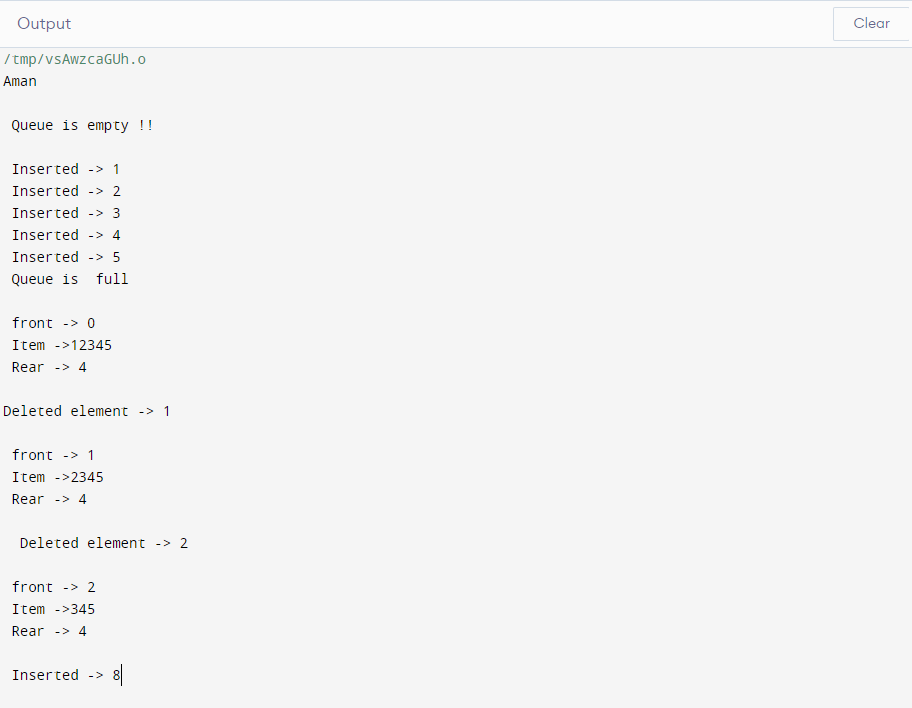 Output
Clear
/tmp/vsAwzcaGUh.o
Aman
Queue is empty !!
Inserted -> 1
Inserted -> 2
Inserted -> 3
Inserted -> 4
Inserted -> 5
Queue is  full
front -> 0
Item ->12345
Rear -> 4
Deleted element -> 1
front -> 1
Item ->2345
Rear -> 4
Deleted element -> 2
front -> 2
Item ->345
Rear -> 4
Inserted -> 8